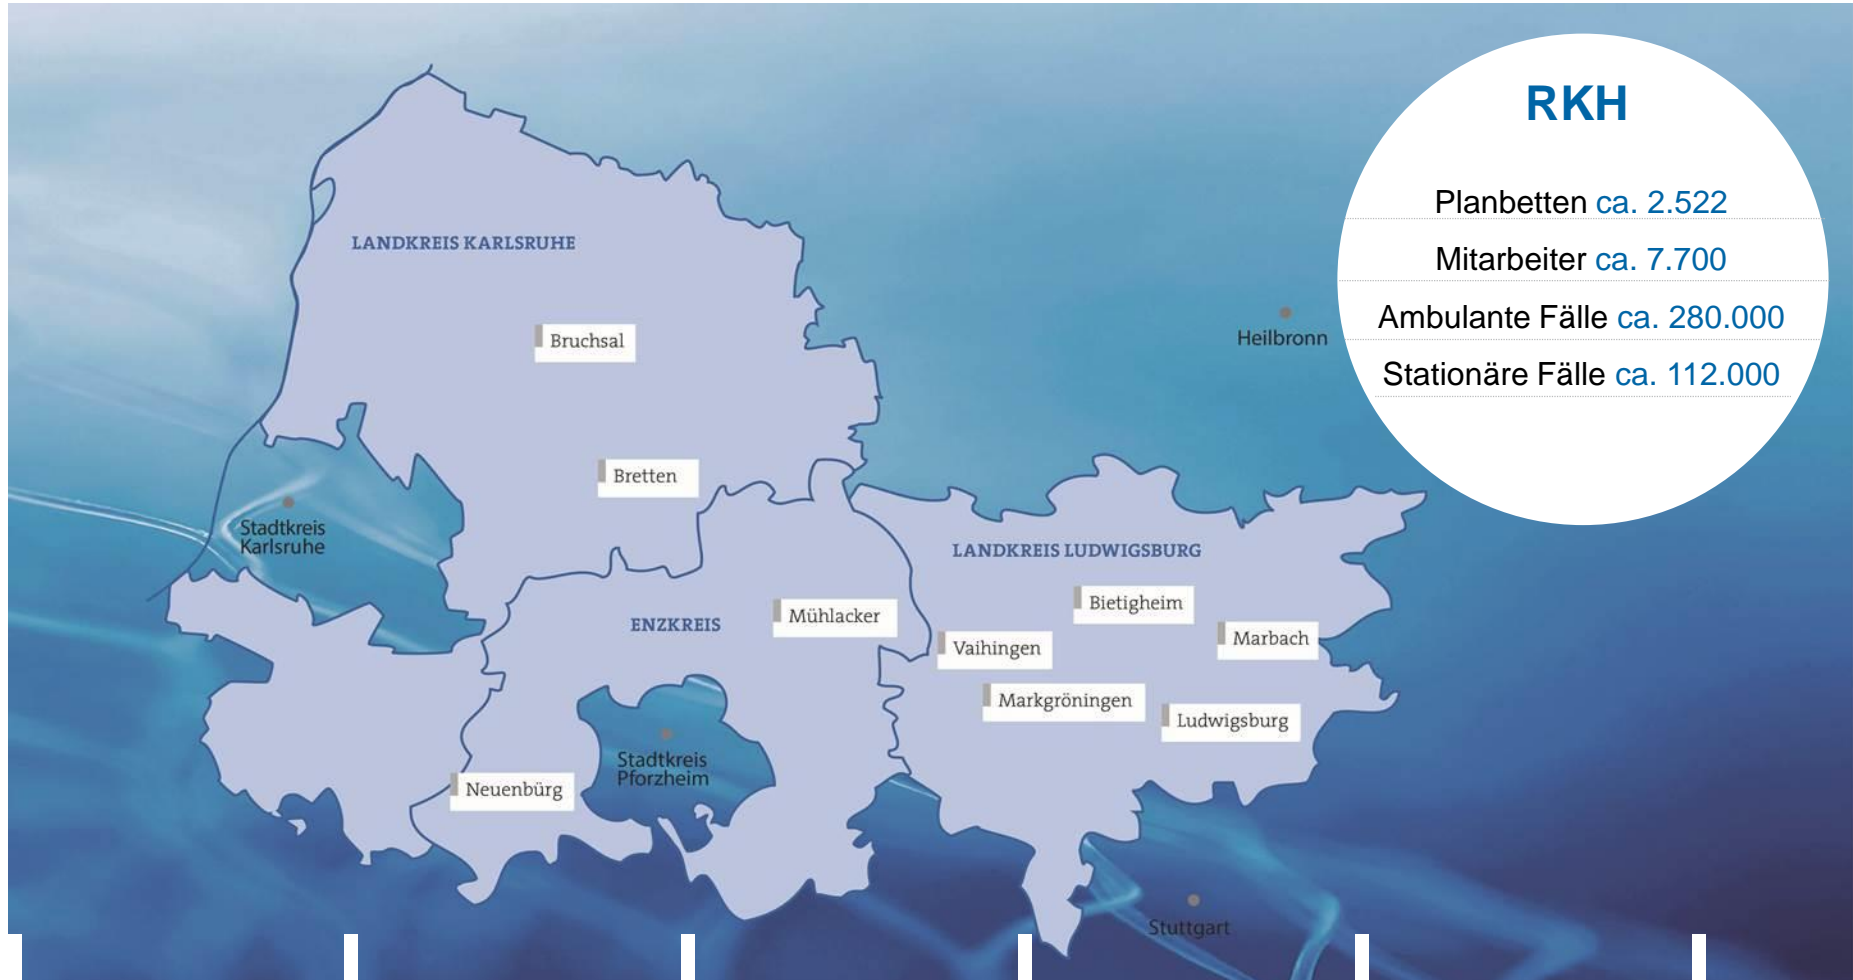 RKH
Planbetten ca. 2.522
Mitarbeiter ca. 7.700
Ambulante Fälle ca. 280.000
Stationäre Fälle ca. 112.000
LANDKREIS KARLSRUHE
Bruchsal
Heilbronn
Bretten
Stadtkreis
Karlsruhe
LANDKREIS LUDWIGSBURG
Bietigheim
Mühlacker
ENZKREIS
Marbach
Vaihingen
Markgröningen
Ludwigsburg
Stadtkreis
Pforzheim
Neuenbürg
Stuttgart